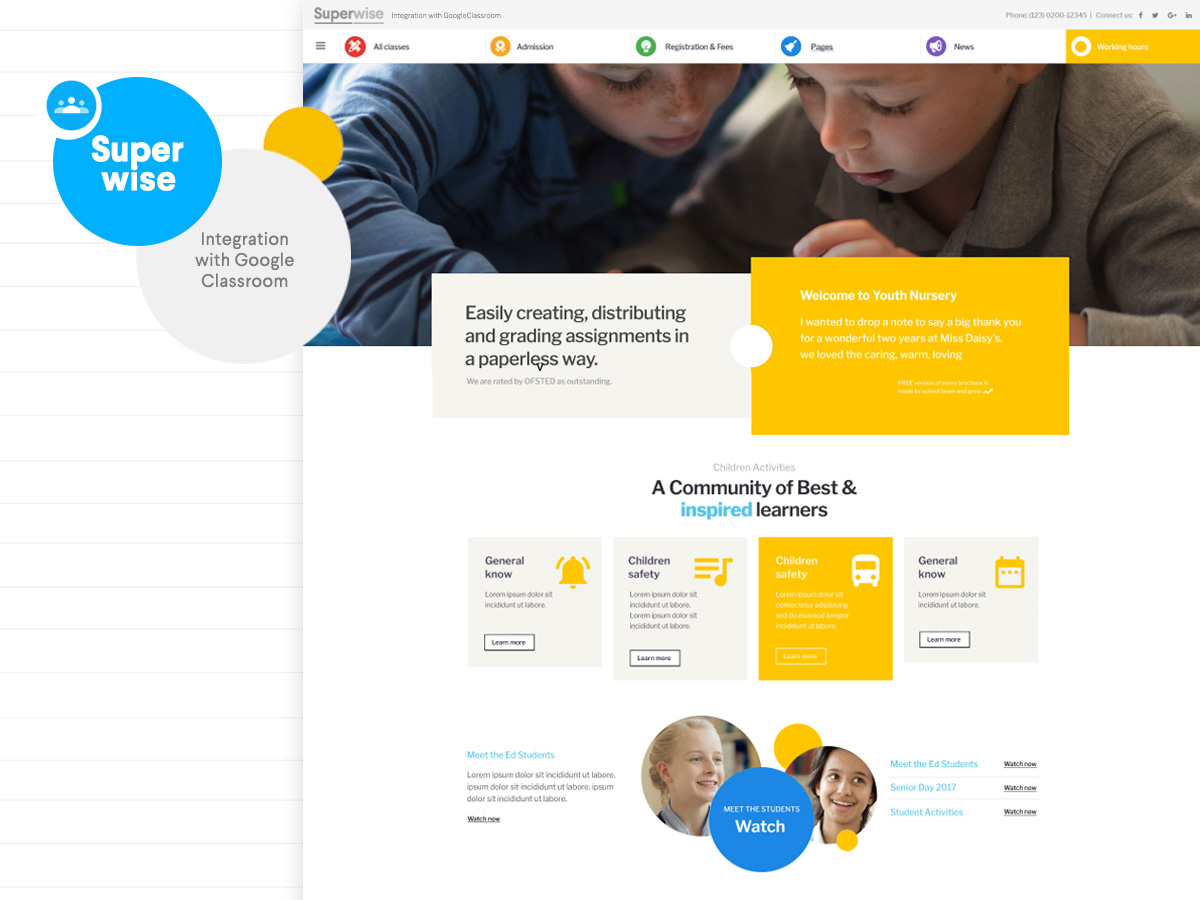 Superwise
Integration with GoogleClassroom
Phone: (123) 0200-12345 | Connect us:
All classes
Admission
Registration & Fees
Pages
News
Working hours
Super
wise
Integration
with Google
Classroom
Easily creating, distributing
and grading assignments in
a paperless way.
We are rated by OFSTED as outstanding.
Welcome to Youth Nursery
I wanted to drop a note to say a big thank you
for a wonderful two years at Miss Daisy's.
we loved the caring, warm, loving
FREE version of every brochure is
made by school team and grow.
Children Activities
A Community of Best &
inspired learners
General
know
Lorem ipsum dolor sit
incididunt ut labore.
Learn more
Children
safety
Lorem ipsum dolor sit
incididunt ut labore.
Lorem ipsum dolor sit
incididunt ut labore.
Learn more
Children
safety
Lorem ipsum dolor sit
consectetur adipisicing
sed do eiusmod tempor
incididunt ut labore.
Learn more
General
know
Lorem ipsum dolor sit
incididunt ut labore.
Learn more
Meet the Ed Students
Lorem ipsum dolor sit incididunt ut labore.
ipsum dolor sit incididunt ut labore. ipsum
dolor sit incididunt ut labore.
Watch now
MEET THE STUDENTS
Watch
Meet the Ed Students
Watch now
Senior Day 2017
Watch now
Student Activities
Watch now